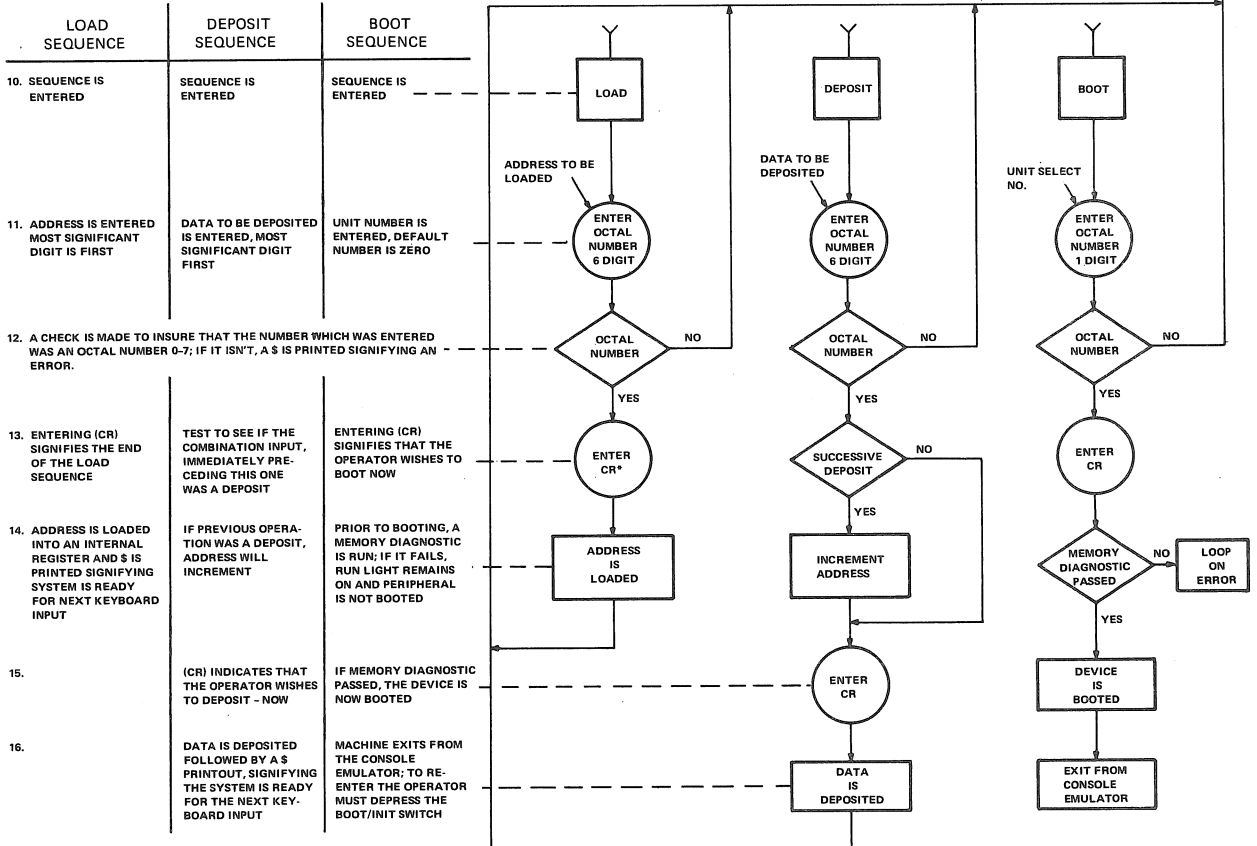 LOAD
SEQUENCE
DEPOSIT
SEQUENCE
BOOT
SEQUENCE
10. SEQUENCE IS
ENTERED
SEQUENCE IS
ENTERED
SEQUENCE IS
ENTERED
11. ADDRESS IS ENTERED
MOST SIGNIFICANT
DIGIT IS FIRST
DATA TO BE DEPOSITED
IS ENTERED, MOST
SIGNIFICANT DIGIT
FIRST
UNIT NUMBER IS
ENTERED, DEFAULT
NUMBER IS ZERO
12. A CHECK IS MADE TO INSURE THAT THE NUMBER WHICH WAS ENTERED
WAS AN OCTAL NUMBER 0-7; IF IT ISN'T, A $ IS PRINTED SIGNIFYING AN
ERROR.
13. ENTERING (CR)
SIGNIFIES THE END
OF THE LOAD
SEQUENCE
TEST TO SEE IF THE
COMBINATION INPUT,
IMMEDIATELY PRE-
CEDING THIS ONE
WAS A DEPOSIT
ENTERING (CR)
SIGNIFIES THAT THE
OPERATOR WISHES TO
BOOT NOW
14. ADDRESS IS LOADED
INTO AN INTERNAL
REGISTER AND $ IS
PRINTED SIGNIFYING
SYSTEM IS READY
FOR NEXT KEYBOARD
INPUT
IF PREVIOUS OPERA-
TION WAS A DEPOSIT,
ADDRESS WILL
INCREMENT
PRIOR TO BOOTING, A
MEMORY DIAGNOSTIC
IS RUN; IF IT FAILS,
RUN LIGHT REMAINS
ON AND PERIPHERAL
IS NOT BOOTED
15.
(CR) INDICATES THAT
THE OPERATOR WISHES
TO DEPOSIT - NOW
IF MEMORY DIAGNOSTIC
PASSED, THE DEVICE IS
NOW BOOTED
16.
DATA IS DEPOSITED
FOLLOWED BY A $
PRINTOUT, SIGNIFYING
THE SYSTEM IS READY
FOR THE NEXT KEY-
BOARD INPUT
MACHINE EXITS FROM
THE CONSOLE
EMULATOR; TO RE-
ENTER THE OPERATOR
MUST DEPRESS THE
BOOT/INIT SWITCH
LOAD
ADDRESS TO BE
LOADED
ENTER
OCTAL
NUMBER
6 DIGIT
OCTAL
NUMBER
NO
YES
ENTER
CR*
ADDRESS
IS
LOADED
DEPOSIT
DATA TO BE
DEPOSITED
ENTER
OCTAL
NUMBER
6 DIGIT
OCTAL
NUMBER
NO
YES
SUCCESSIVE
DEPOSIT
NO
YES
INCREMENT
ADDRESS
ENTER
CR
DATA
IS
DEPOSITED
BOOT
UNIT SELECT
NO.
ENTER
OCTAL
NUMBER
1 DIGIT
OCTAL
NUMBER
NO
YES
ENTER
CR
MEMORY
DIAGNOSTIC
PASSED
NO
LOOP
ON
ERROR
YES
DEVICE
IS
BOOTED
EXIT FROM
CONSOLE
EMULATOR